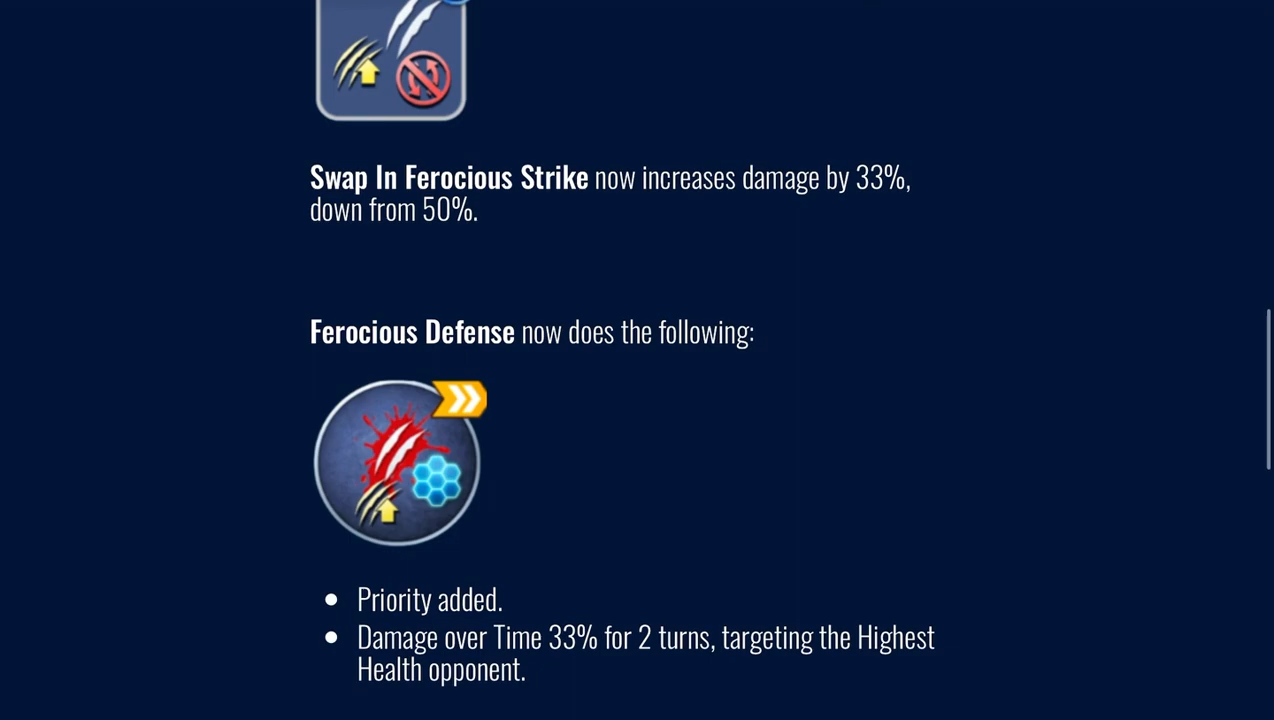 Swap In Ferocious Strike now increases damage by 33%,
down from 50%.
Ferocious Defense now does the following:
• Priority added.
• Damage over Time 33% for 2 turns, targeting the Highest
Health opponent.